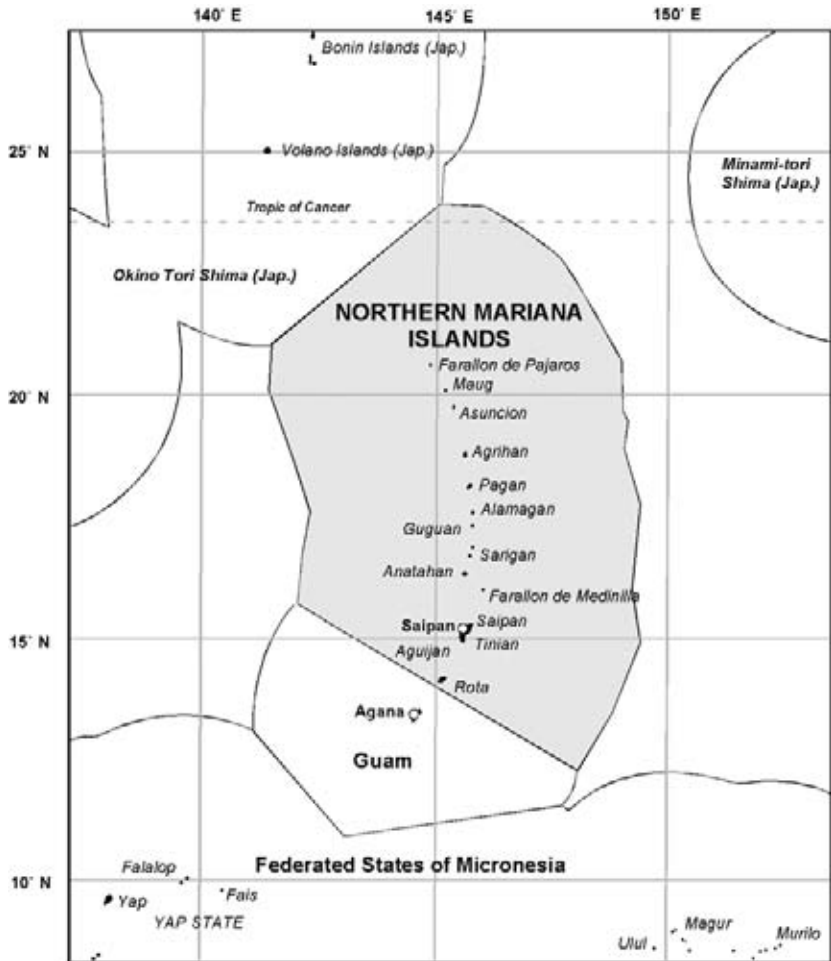 140° E 145° E 150° E
Bonin Islands (Jap.)
25° N
Volano Islands (Jap.)
Minami-tori
Shima (Jap.)
Tropic of Cancer
Okino Tori Shima (Jap.)
NORTHERN MARIANA
ISLANDS
Farallon de Pajaros
Maug
20° N
Asuncion
Agrihan
Pagan
Alamagan
Guguan
Sarigan
Anatahan
Farallon de Medinilla
Saipan
Saipan
15° N
Aguijan
Tinian
Rota
Agana
Guam
Federated States of Micronesia
Falalop
10° N
Fais
Yap
YAP STATE
Magur
Ulul
Murilo